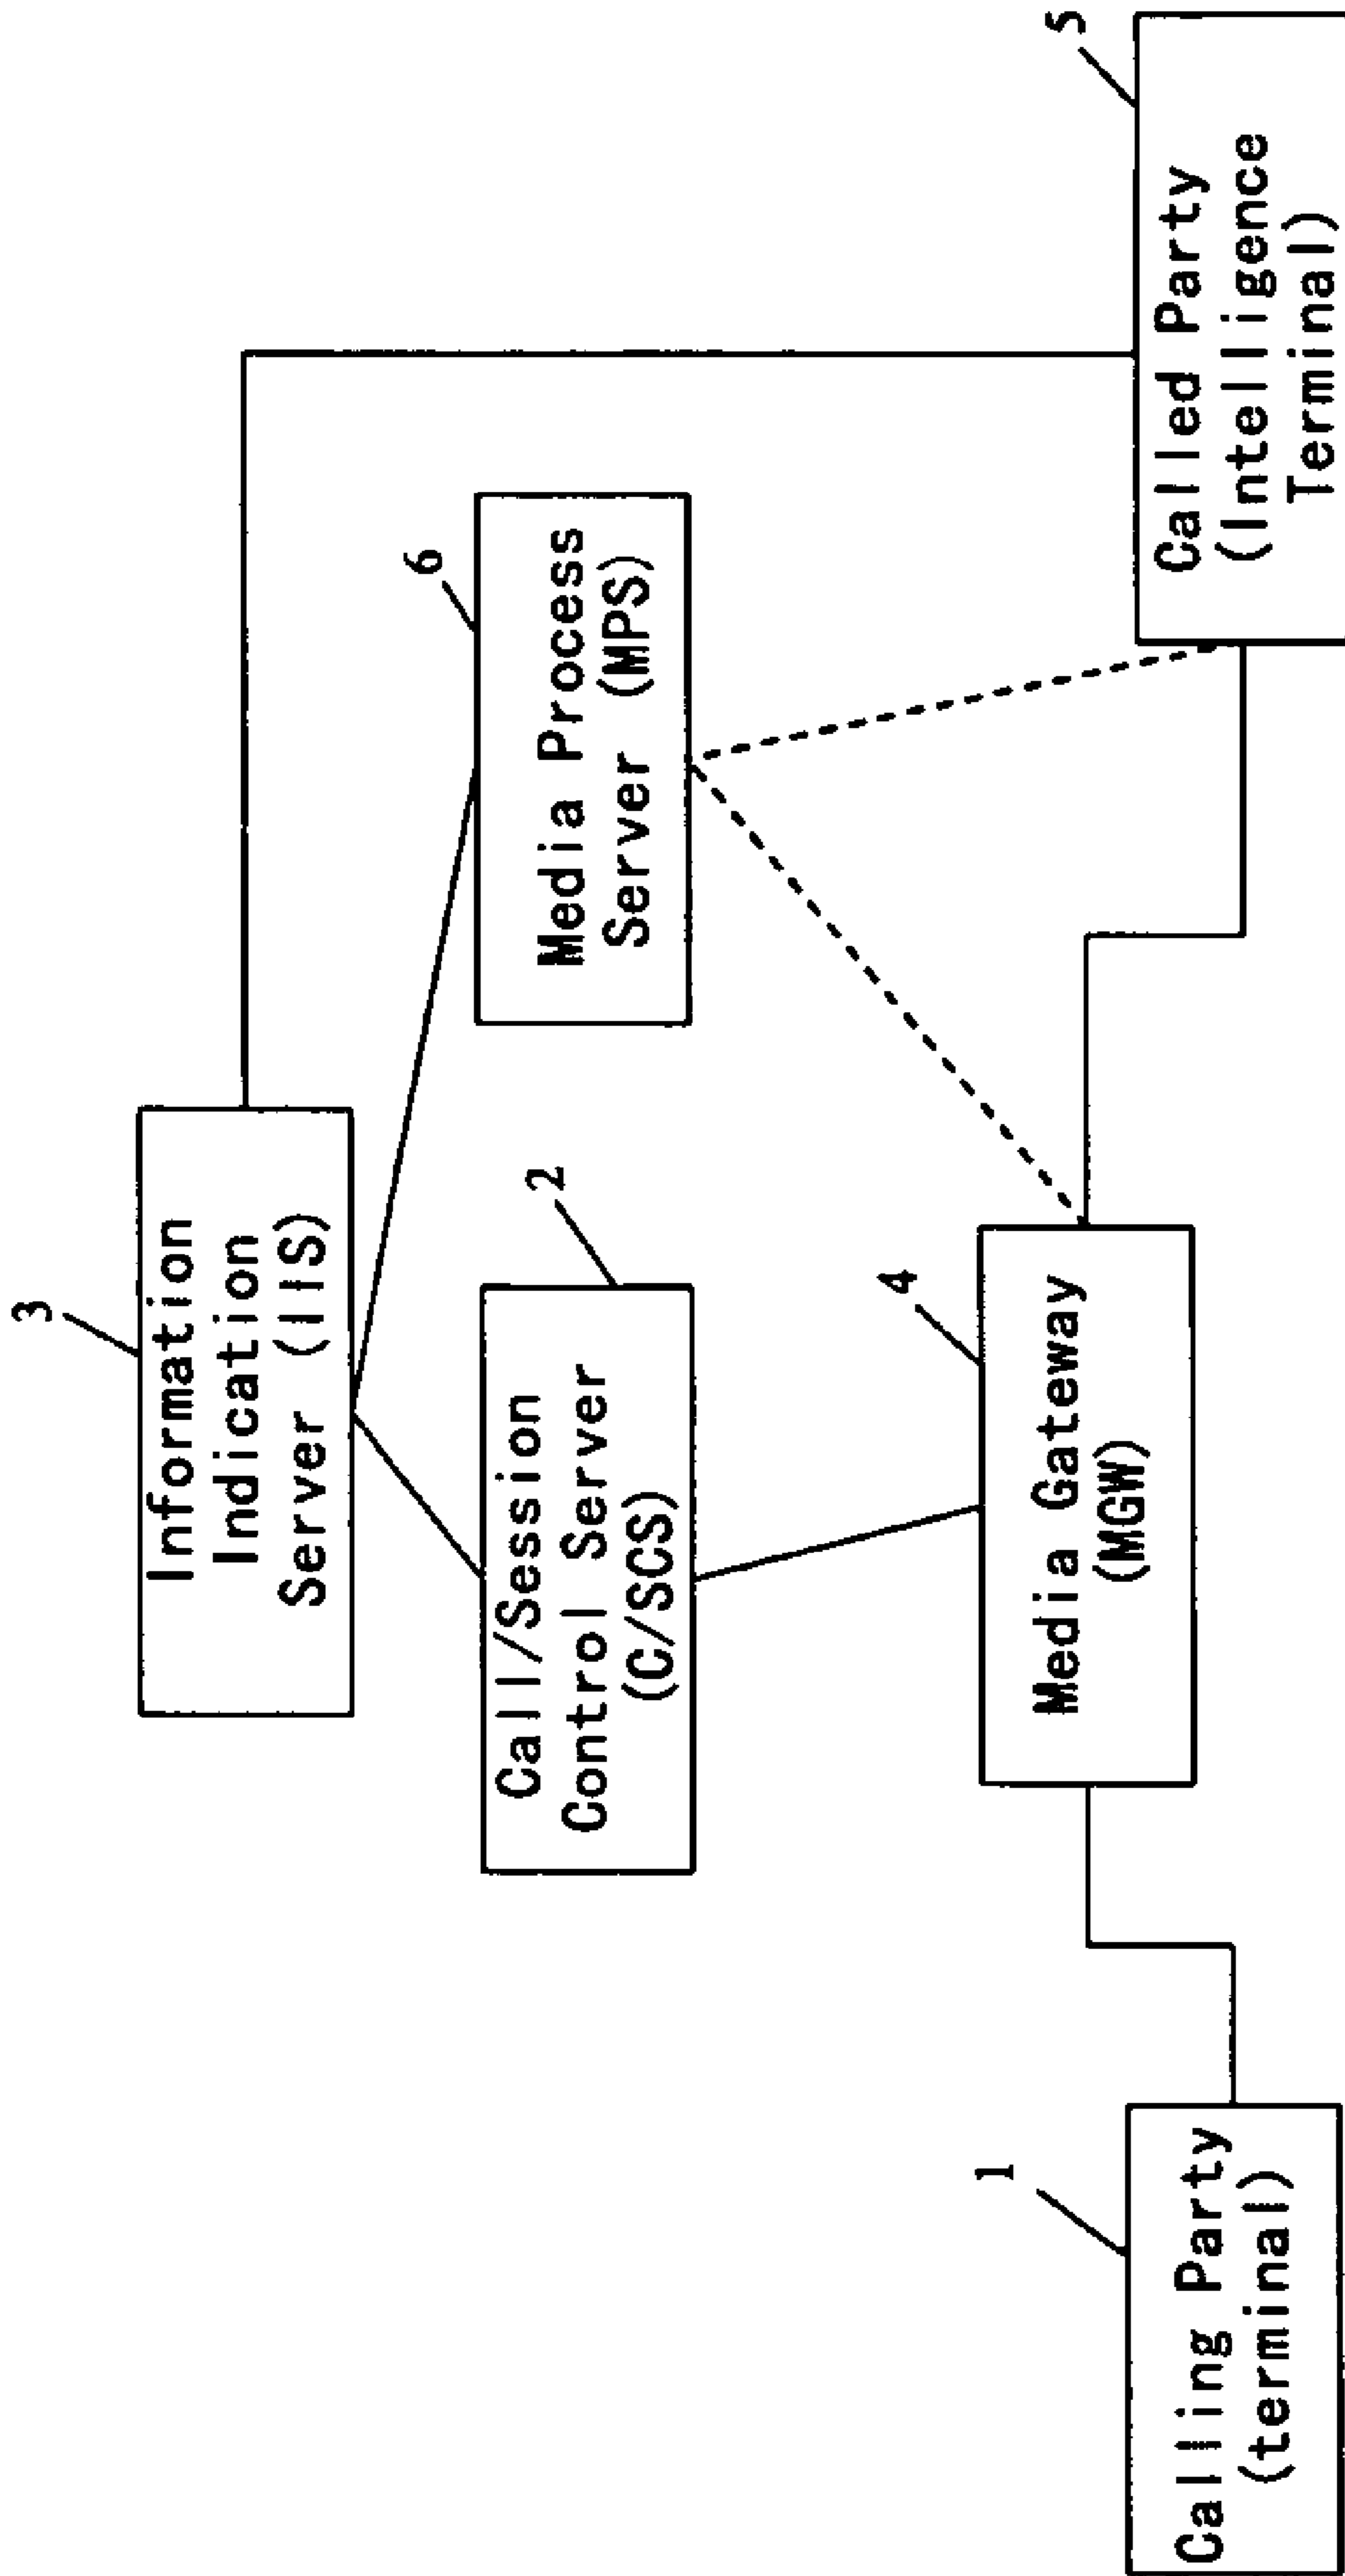 3
Information
Indication
Server (IIS)
2
Call/Session
Control Server
(C/SCS)
6
Media Process
Server (MPS)
4
Media Gateway
(MGW)
1
Calling Party
(terminal)
5
Called Party
(Intelligence
Terminal)